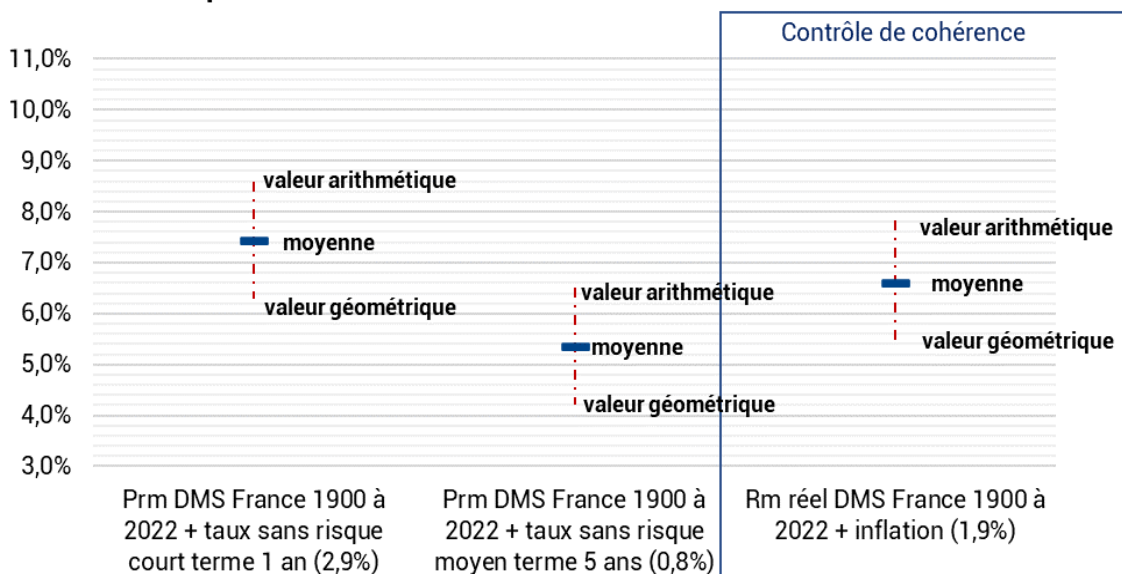 Contrôle de cohérence
11,0%
10,0%
9,0%
8,0%
7,0%
6,0%
5,0%
4,0%
3,0%
valeur arithmétique
moyenne
valeur géométrique
valeur arithmétique
moyenne
valeur géométrique
valeur arithmétique
moyenne
valeur géométrique
Prm DMS France 1900 à
2022 + taux sans risque
court terme 1 an (2,9%)
Prm DMS France 1900 à
2022 + taux sans risque
moyen terme 5 ans (0,8%)
Rm réel DMS France 1900 à
2022 + inflation (1,9%)